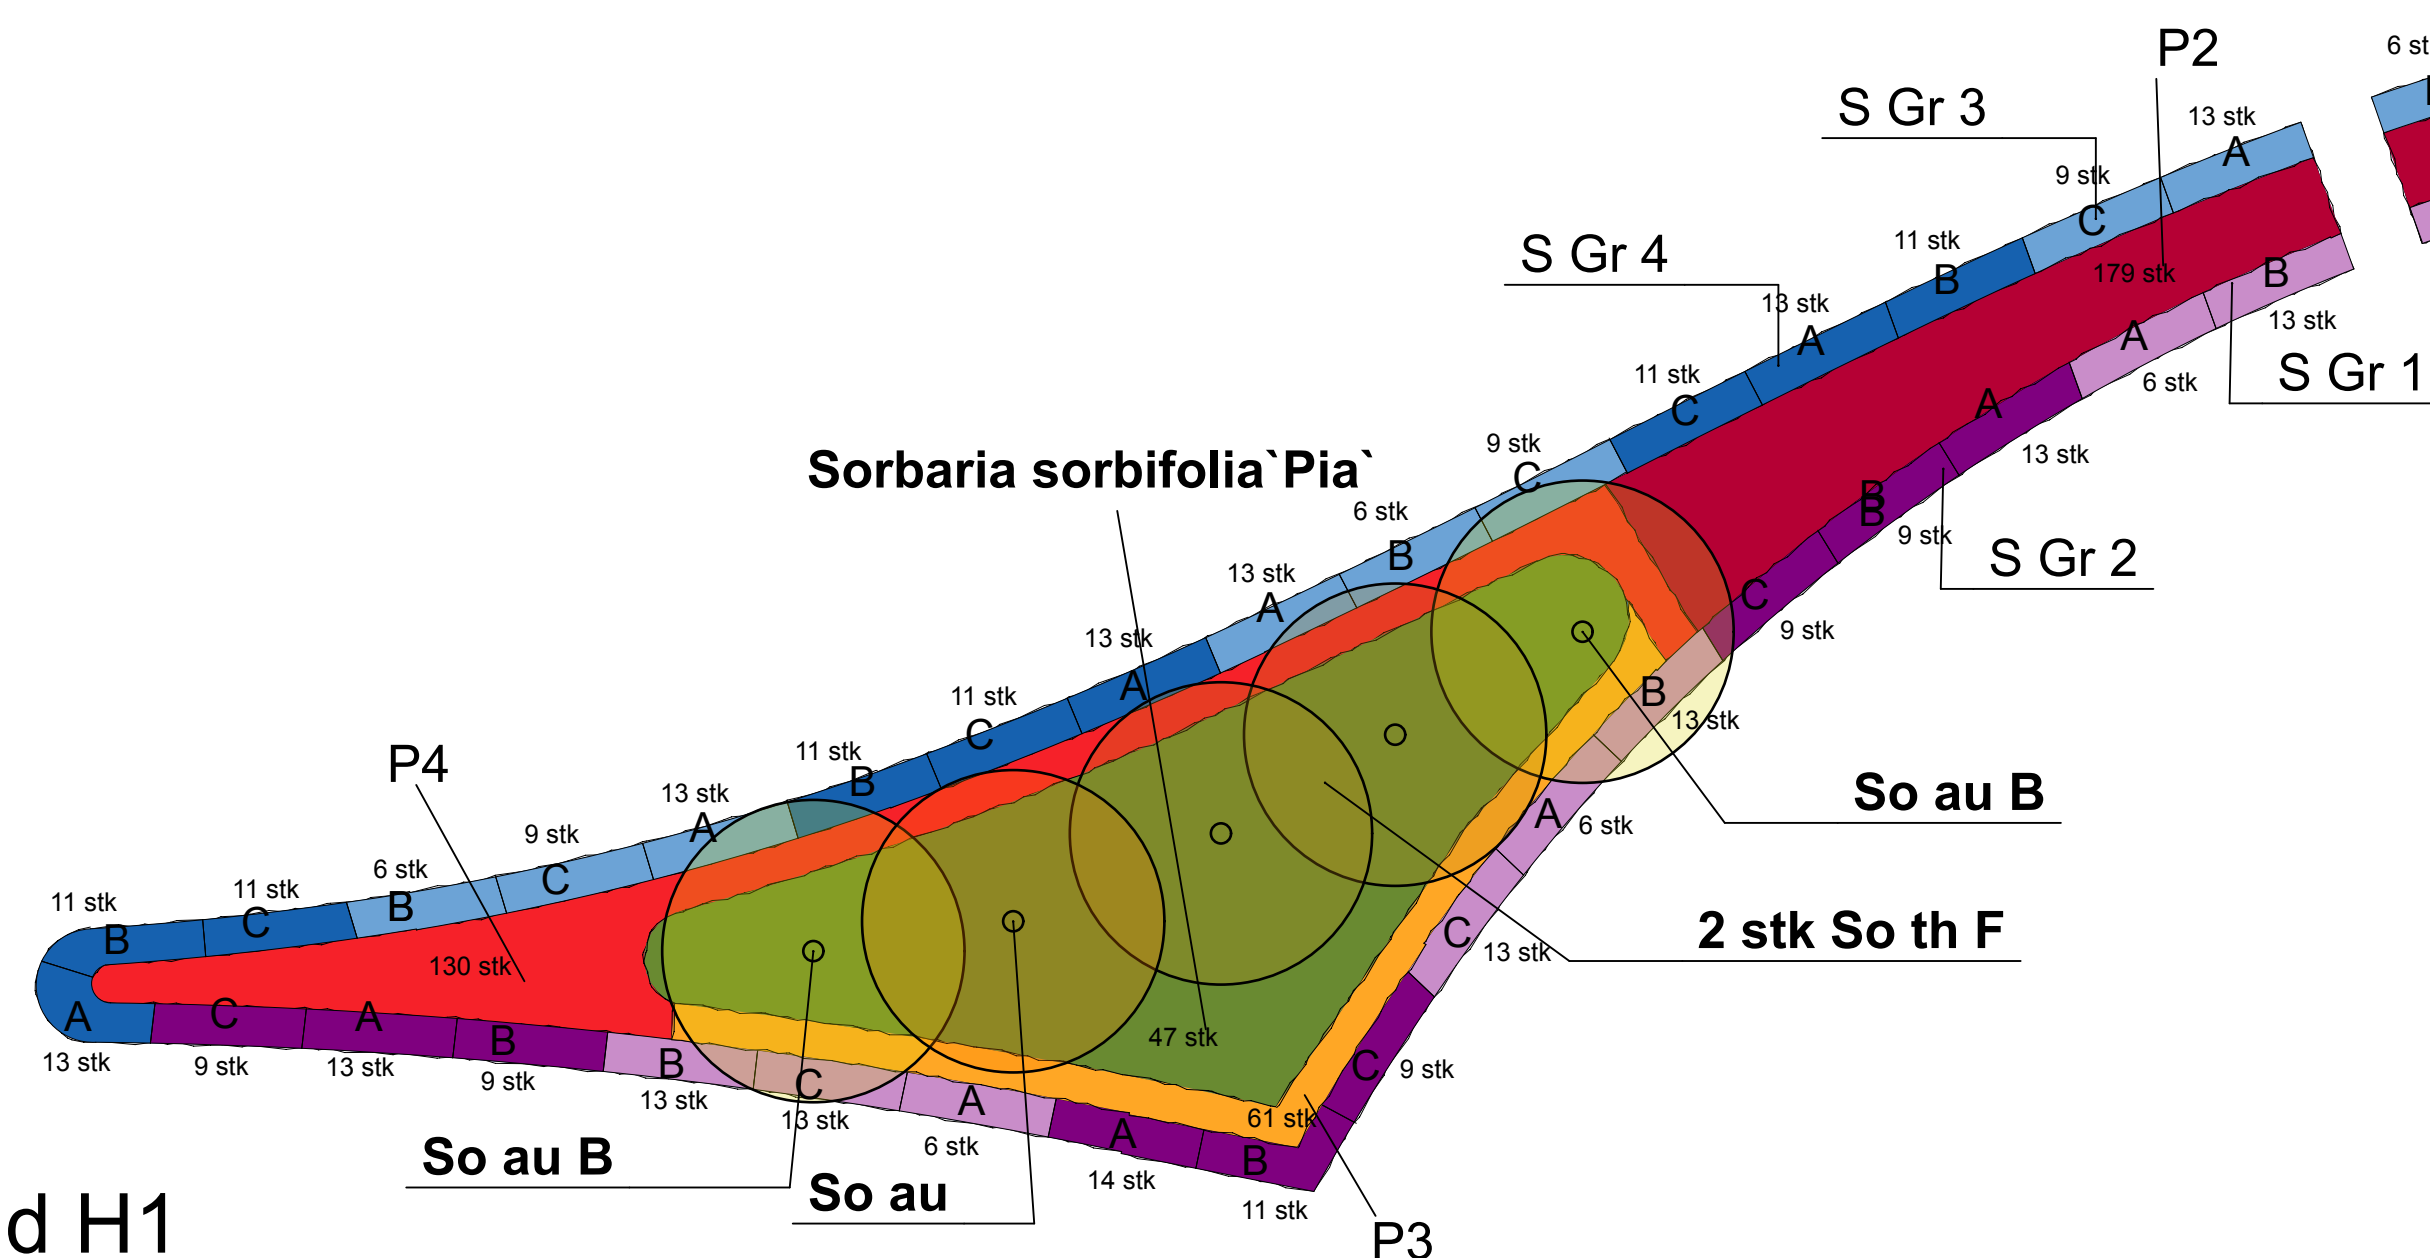 6 st
P2
S Gr 3
13 stk
A
9 stk
C
S Gr 4
11 stk
B
179 stk
B
13 stk
13 stk
A
A
6 stk
S Gr 1
11 stk
C
A
13 stk
Sorbaria sorbifolia`Pia`
9 stk
C
B
B
9 stk
S Gr 2
6 stk
B
13 stk
A
C
9 stk
13 stk
A
B
13 stk
11 stk
C
11 stk
B
P4
13 stk
A
So au B
A
6 stk
9 stk
C
6 stk
B
11 stk
C
11 stk
B
C
13 stk
2 stk So th F
130 stk
A
13 stk
C
9 stk
A
13 stk
B
9 stk
47 stk
B
13 stk
C
13 stk
A
6 stk
C
9 stk
61 stk
A
14 stk
B
11 stk
So au B
So au
P3
d H1